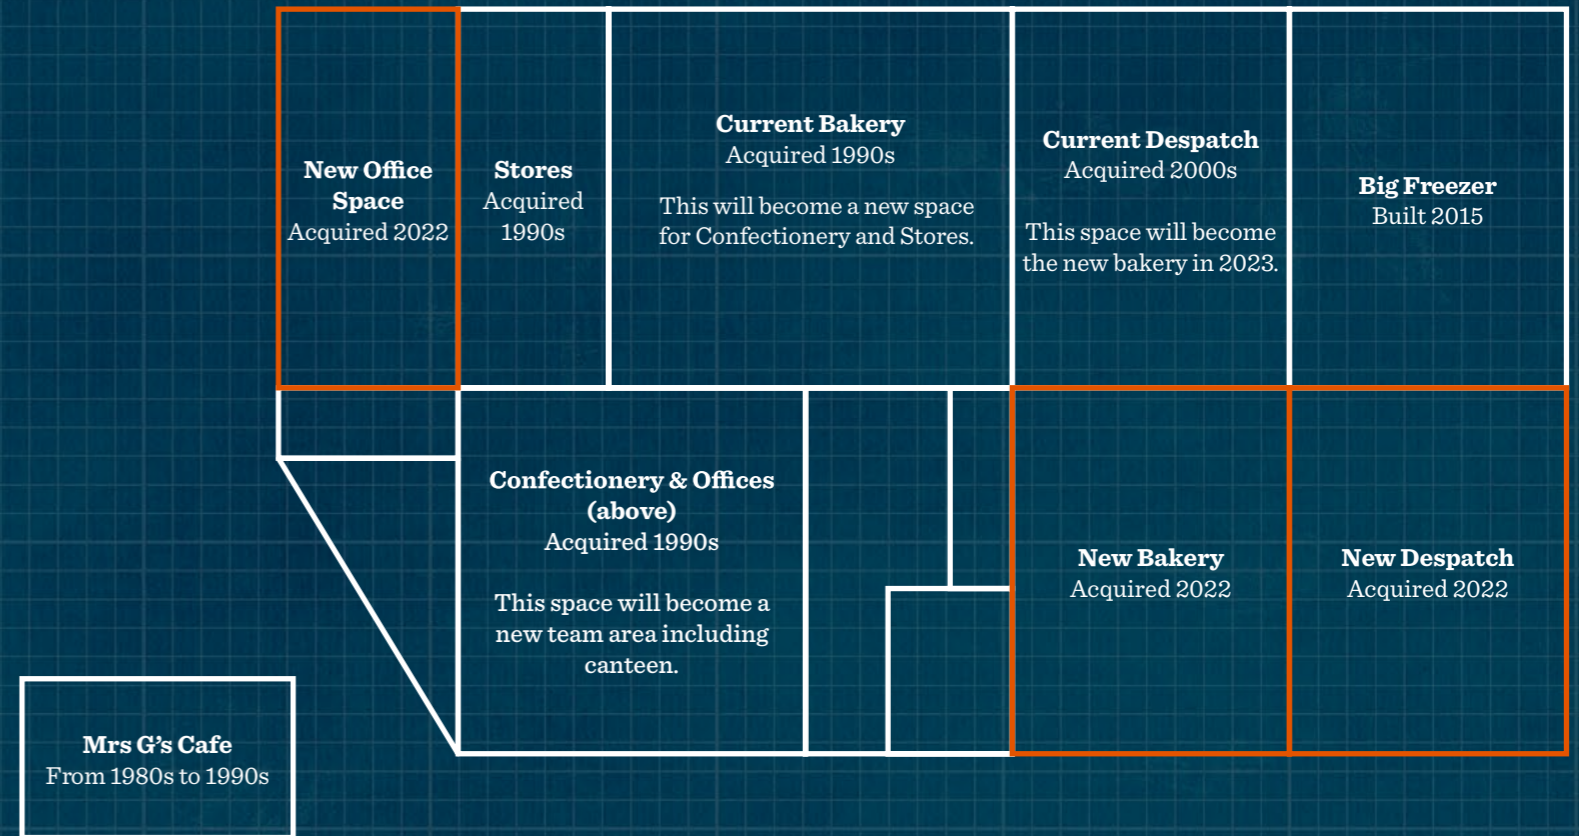 New Office
Space
Acquired 2022
Stores
Acquired
1990s
Current Bakery
Acquired 1990s
This will become a new space
for Confectionery and Stores.
Current Despatch
Acquired 2000s
This space will become
the new bakery in 2023.
Big Freezer
Built 2015
Confectionery & Offices
(above)
Acquired 1990s
This space will become a
new team area including
canteen.
New Bakery
Acquired 2022
New Despatch
Acquired 2022
Mrs G’s Cafe
From 1980s to 1990s